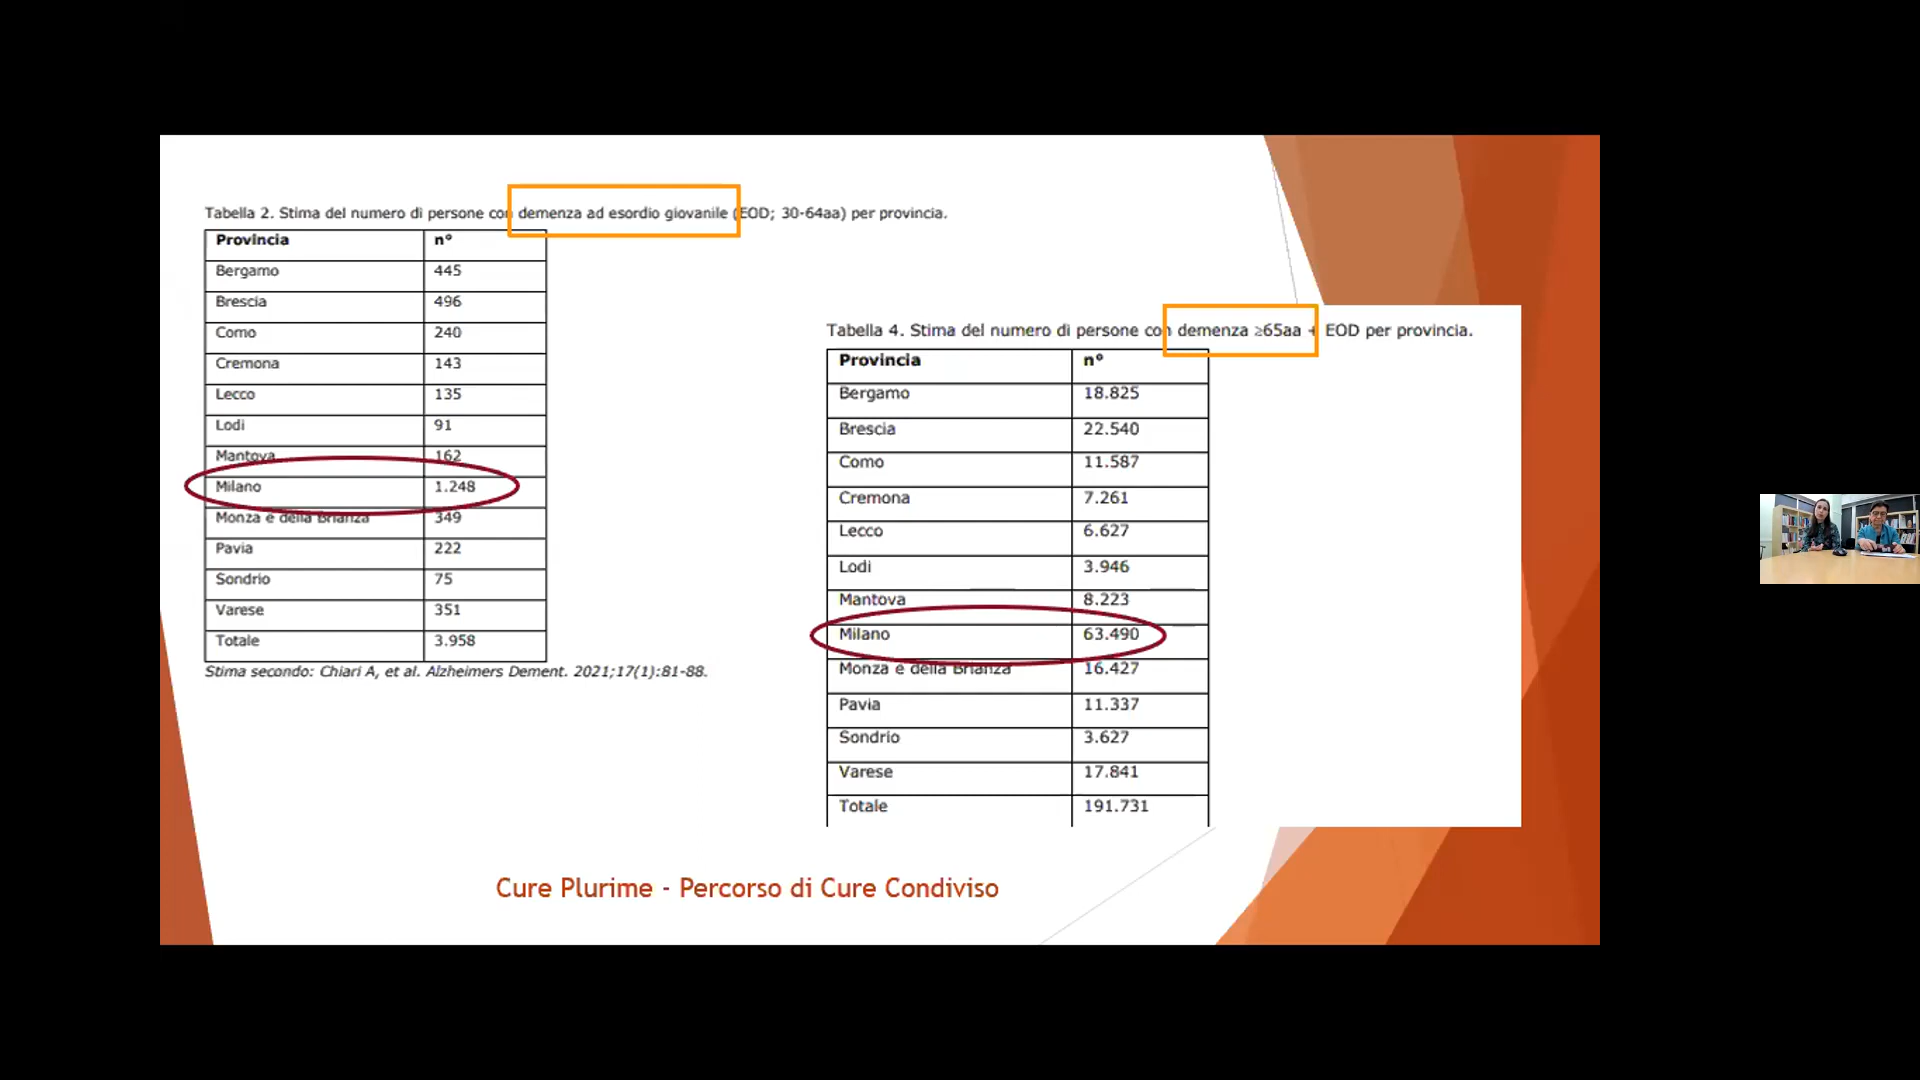 Tabella 2. Stima del numero di persone con demenza ad esordio giovanile (EOD; 30-64aa) per provincia.
Provincia n°
Bergamo 445
Brescia 496
Como 240
Cremona 143
Lecco 135
Lodi 91
Mantova 162
Milano 1.248
Monza e della Brianza 349
Pavia 222
Sondrio 75
Varese 351
Totale 3.958
Stima secondo: Chiari A, et al. Alzheimers Dement. 2021;17(1):81-88.
Tabella 4. Stima del numero di persone con demenza ≥65aa + EOD per provincia.
Provincia n°
Bergamo 18.825
Brescia 22.540
Como 11.587
Cremona 7.261
Lecco 6.627
Lodi 3.946
Mantova 8.223
Milano 63.490
Monza e della Brianza 16.427
Pavia 11.337
Sondrio 3.627
Varese 17.841
Totale 191.731
Cure Plurime - Percorso di Cure Condiviso